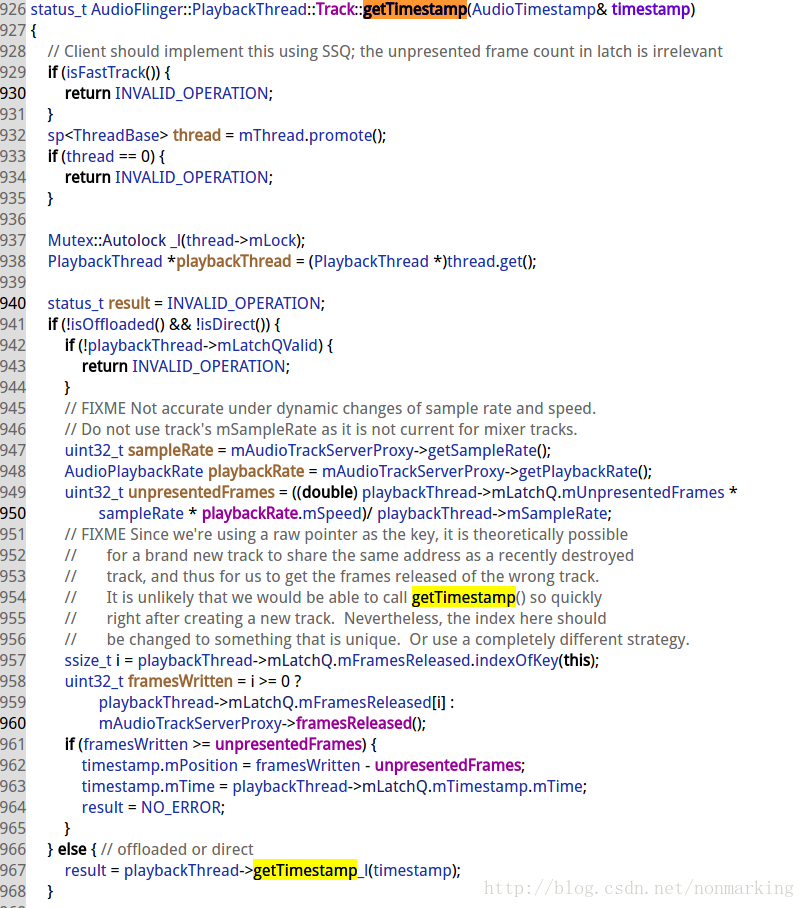 926 status_t AudioFlinger::PlaybackThread::Track::getTimestamp(AudioTimestamp& timestamp)
927 {
928 // Client should implement this using SSQ; the unpresented frame count in latch is irrelevant
929 if (isFastTrack()) {
930 return INVALID_OPERATION;
931 }
932 sp<ThreadBase> thread = mThread.promote();
933 if (thread == 0) {
934 return INVALID_OPERATION;
935 }
936
937 Mutex::Autolock _l(thread->mLock);
938 PlaybackThread *playbackThread = (PlaybackThread *)thread.get();
939
940 status_t result = INVALID_OPERATION;
941 if (!isOffloaded() && !isDirect()) {
942 if (!playbackThread->mLatchQValid) {
943 return INVALID_OPERATION;
944 }
945 // FIXME Not accurate under dynamic changes of sample rate and speed.
946 // Do not use track's mSampleRate as it is not current for mixer tracks.
947 uint32_t sampleRate = mAudioTrackServerProxy->getSampleRate();
948 AudioPlaybackRate playbackRate = mAudioTrackServerProxy->getPlaybackRate();
949 uint32_t unpresentedFrames = ((double) playbackThread->mLatchQ.mUnpresentedFrames *
950 sampleRate * playbackRate.mSpeed)/ playbackThread->mSampleRate;
951 // FIXME Since we're using a raw pointer as the key, it is theoretically possible
952 // for a brand new track to share the same address as a recently destroyed
953 // track, and thus for us to get the frames released of the wrong track.
954 // It is unlikely that we would be able to call getTimestamp() so quickly
955 // right after creating a new track. Nevertheless, the index here should
956 // be changed to something that is unique. Or use a completely different strategy.
957 ssize_t i = playbackThread->mLatchQ.mFramesReleased.indexOfKey(this);
958 uint32_t framesWritten = i >= 0 ?
959 playbackThread->mLatchQ.mFramesReleased[i] :
960 mAudioTrackServerProxy->framesReleased();
961 if (framesWritten >= unpresentedFrames) {
962 timestamp.mPosition = framesWritten - unpresentedFrames;
963 timestamp.mTime = playbackThread->mLatchQ.mTimestamp.mTime;
964 result = NO_ERROR;
965 }
966 } else { // offloaded or direct
967 result = playbackThread->getTimestamp_l(timestamp);
968 }
http://blog.csdn.net/nonmarking